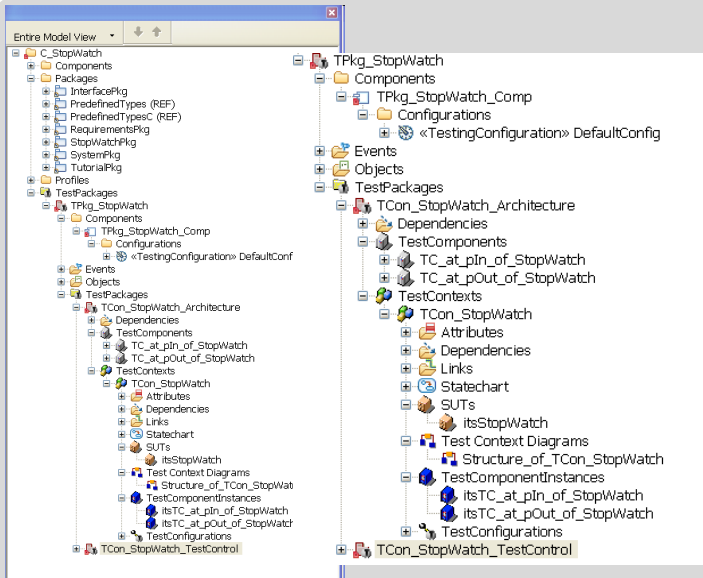 Entire Model View
C_StopWatch
Components
Packages
InterfacePkg
PredefinedTypes (REF)
PredefinedTypesC (REF)
RequirementsPkg
StopWatchPkg
SystemPkg
TutorialPkg
Profiles
TestPackages
TPkg_StopWatch
Components
TPkg_StopWatch_Comp
Configurations
«TestingConfiguration» DefaultConf
Events
Objects
TestPackages
TCon_StopWatch_Architecture
Dependencies
TestComponents
TC_at_pIn_of_StopWatch
TC_at_pOut_of_StopWatch
TestContexts
TCon_StopWatch
Attributes
Dependencies
Links
Statechart
SUTs
itsStopWatch
Test Context Diagrams
Structure_of_TCon_StopWat
TestComponentInstances
itsTC_at_pIn_of_StopWatch
itsTC_at_pOut_of_StopWatch
TestConfigurations
TCon_StopWatch_TestControl
TPkg_StopWatch
Components
TPkg_StopWatch_Comp
Configurations
«TestingConfiguration» DefaultConfig
Events
Objects
TestPackages
TCon_StopWatch_Architecture
Dependencies
TestComponents
TC_at_pIn_of_StopWatch
TC_at_pOut_of_StopWatch
TestContexts
TCon_StopWatch
Attributes
Dependencies
Links
Statechart
SUTs
itsStopWatch
Test Context Diagrams
Structure_of_TCon_StopWatch
TestComponentInstances
itsTC_at_pIn_of_StopWatch
itsTC_at_pOut_of_StopWatch
TestConfigurations
TCon_StopWatch_TestControl